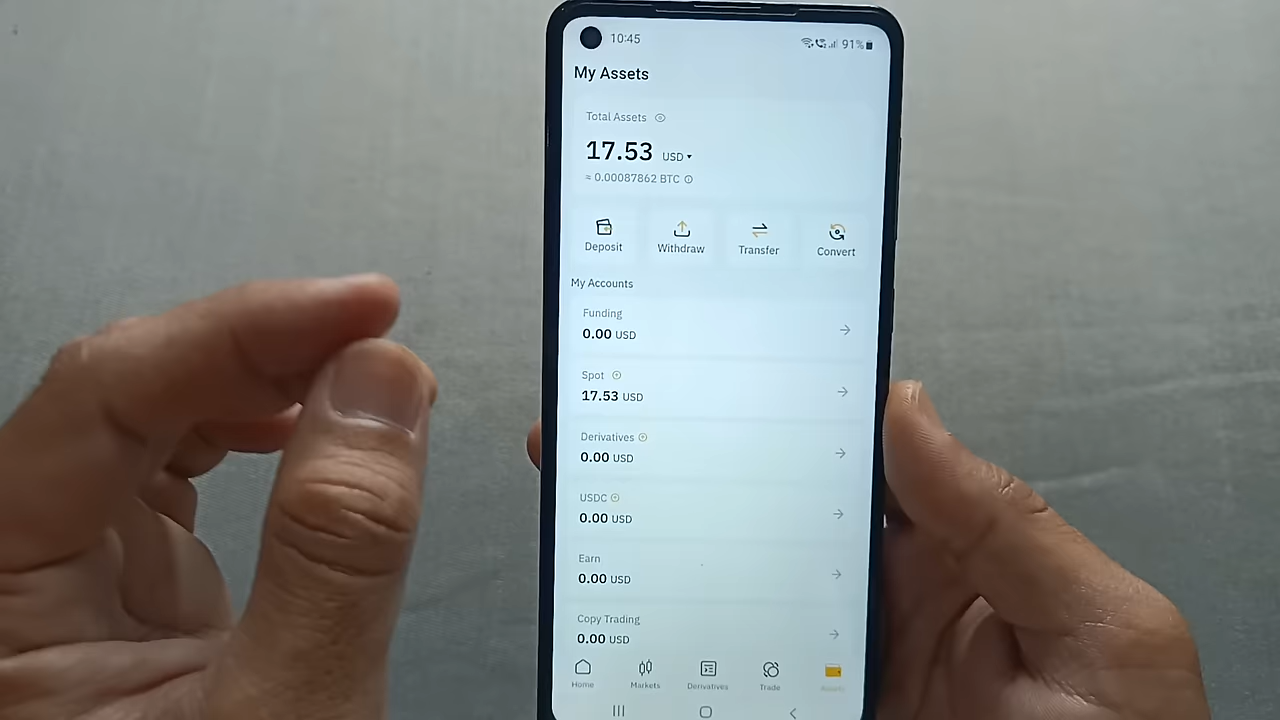 10:45
91%
My Assets
Total Assets
17.53 USD
≈ 0.00087862 BTC
Deposit Withdraw Transfer Convert
My Accounts
Funding
0.00 USD
Spot
17.53 USD
Derivatives
0.00 USD
USDC
0.00 USD
Earn
0.00 USD
Copy Trading
0.00 USD
Home Markets Derivatives Trade Assets